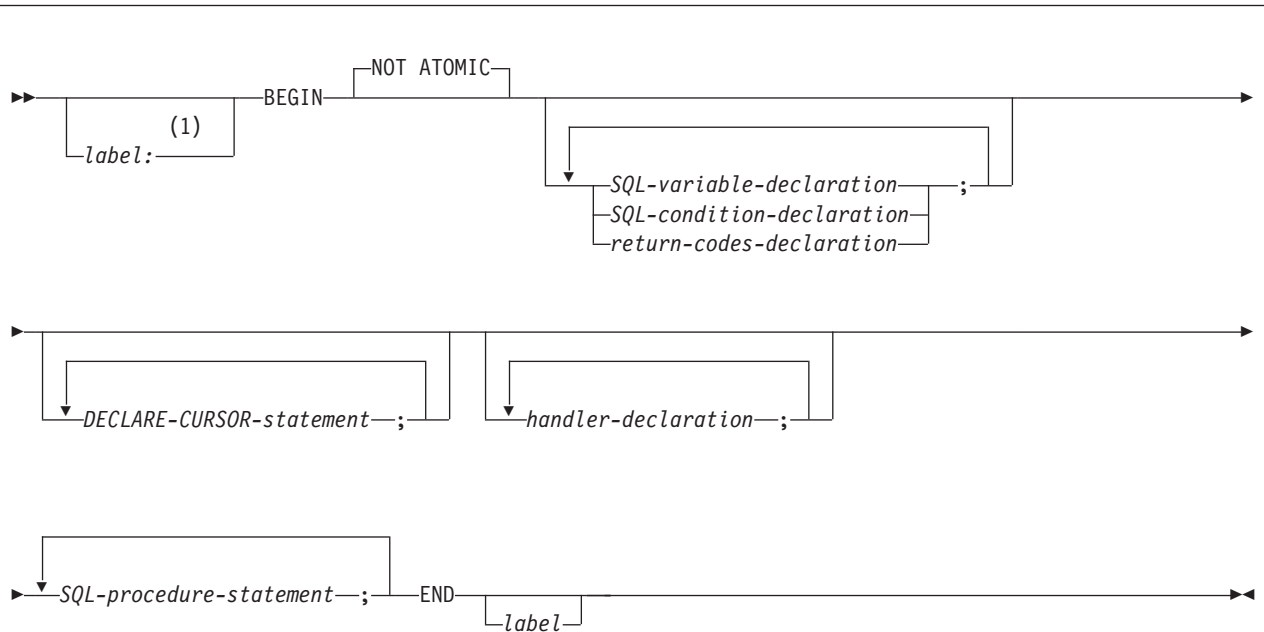 NOT ATOMIC
BEGIN
(1)
label:
SQL-variable-declaration ;
SQL-condition-declaration
return-codes-declaration
DECLARE-CURSOR-statement ; handler-declaration ;
SQL-procedure-statement ; END
label